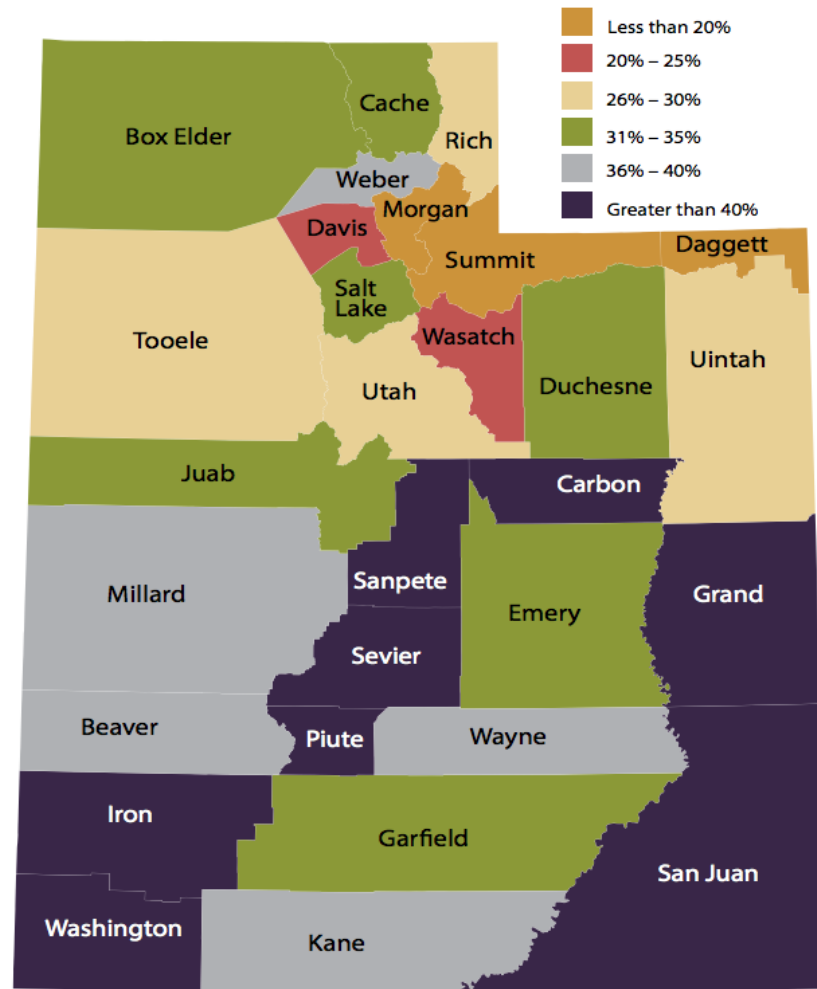 Less than 20%
20% – 25%
26% – 30%
31% – 35%
36% – 40%
Greater than 40%
Cache
Box Elder
Rich
Weber
Morgan
Davis
Daggett
Summit
Salt
Lake
Tooele
Wasatch
Uintah
Utah
Duchesne
Juab
Carbon
Sanpete
Millard
Grand
Emery
Sevier
Beaver
Piute
Wayne
Iron
Garfield
San Juan
Washington
Kane